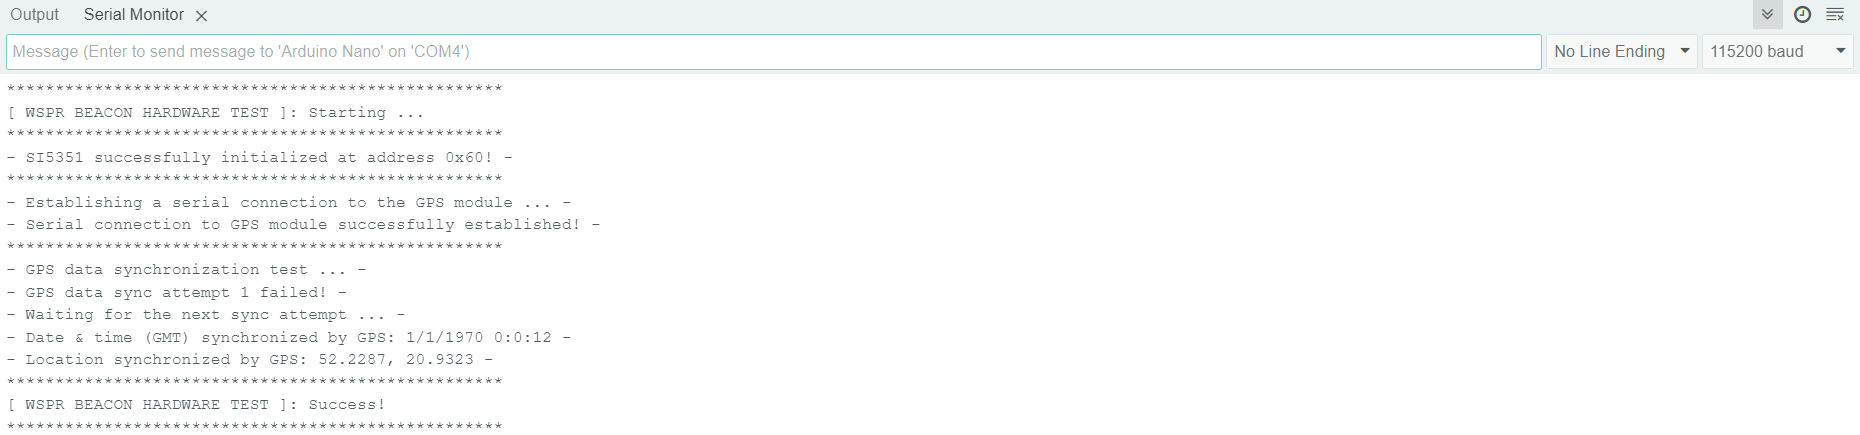 Output Serial Monitor
Message (Enter to send message to 'Arduino Nano' on 'COM4') No Line Ending 115200 baud
***************************************************
[ WSPR BEACON HARDWARE TEST ]: Starting ...
***************************************************
- SI5351 successfully initialized at address 0x60! -
***************************************************
- Establishing a serial connection to the GPS module ... -
- Serial connection to GPS module successfully established! -
***************************************************
- GPS data synchronization test ... -
- GPS data sync attempt 1 failed! -
- Waiting for the next sync attempt ... -
- Date & time (GMT) synchronized by GPS: 1/1/1970 0:0:12 -
- Location synchronized by GPS: 52.2287, 20.9323 -
***************************************************
[ WSPR BEACON HARDWARE TEST ]: Success!
***************************************************